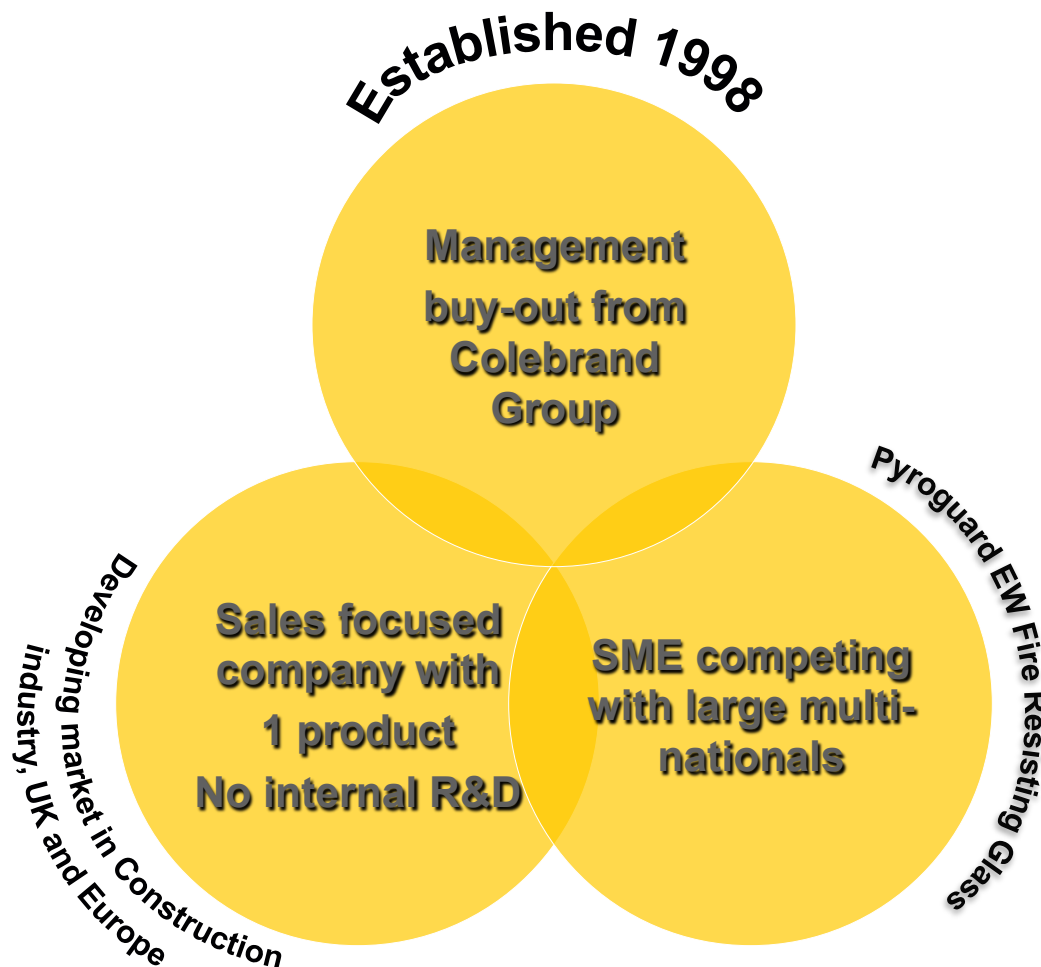 Established 1998
Management
buy-out from
Colebrand
Group
Pyroguard EW Fire Resisting Glass
Sales focused
company with
1 product
No internal R&D
SME competing
with large multi-
nationals
Developing market in Construction
industry, UK and Europe